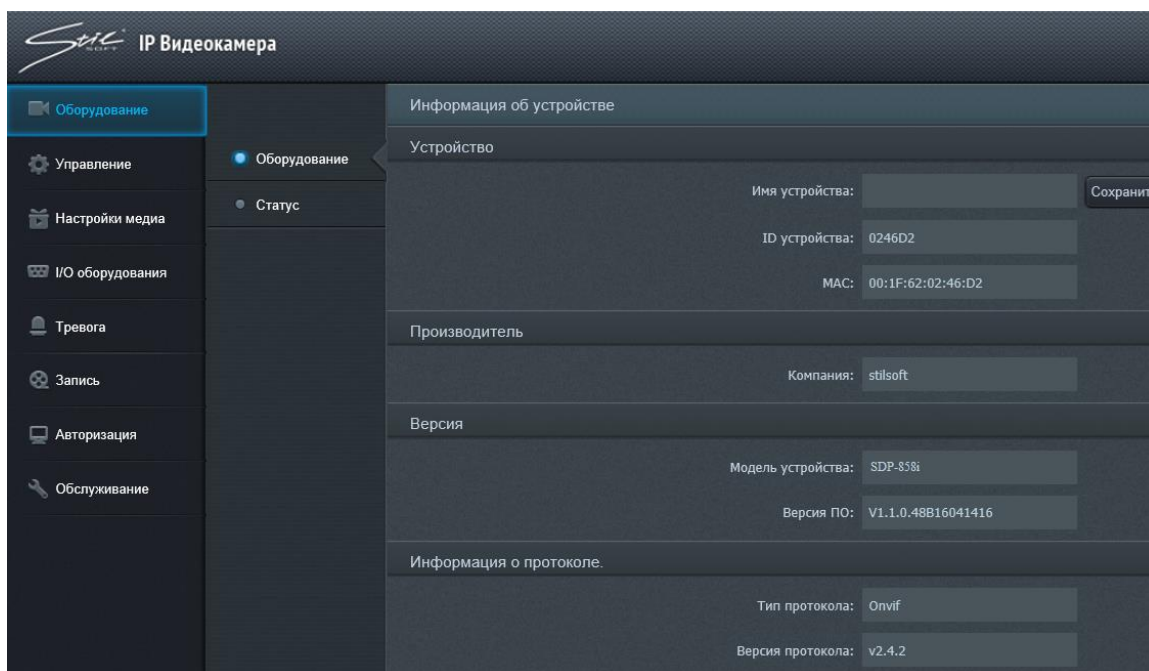 Stil SOFT IP Видеокамера
Оборудование
Управление
Настройки медиа
I/O оборудования
Тревога
Запись
Авторизация
Обслуживание
Оборудование
Статус
Информация об устройстве
Устройство
Имя устройства: Сохранит
ID устройства: 0246D2
MAC: 00:1F:62:02:46:D2
Производитель
Компания: stilsoft
Версия
Модель устройства: SDP-858i
Версия ПО: V1.1.0.48B16041416
Информация о протоколе.
Тип протокола: Onvif
Версия протокола: v2.4.2